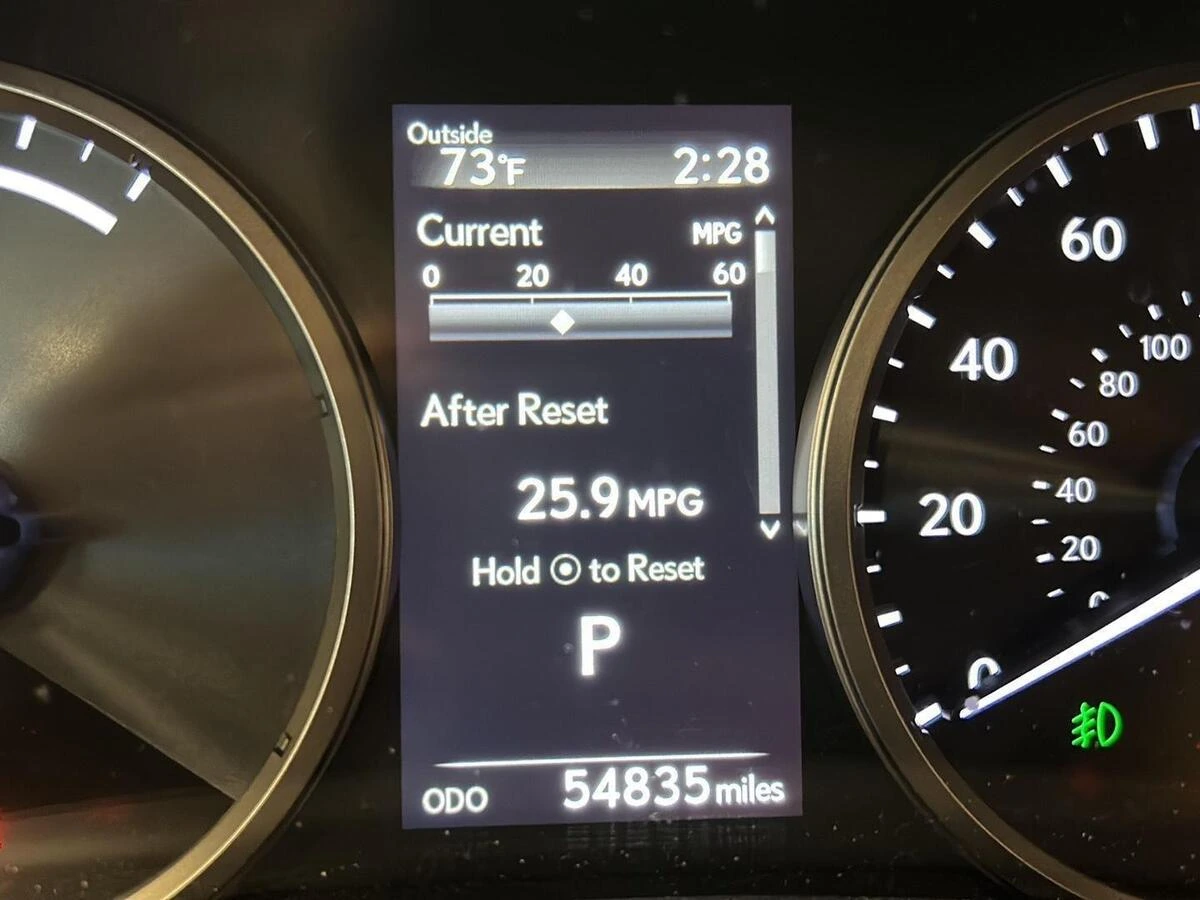 Outside
73°F 2:28
Current MPG
0 20 40 60
After Reset
25.9 MPG
Hold to Reset
P
ODO 54835 miles
60
40
20
0
100
80
60
40
20
0